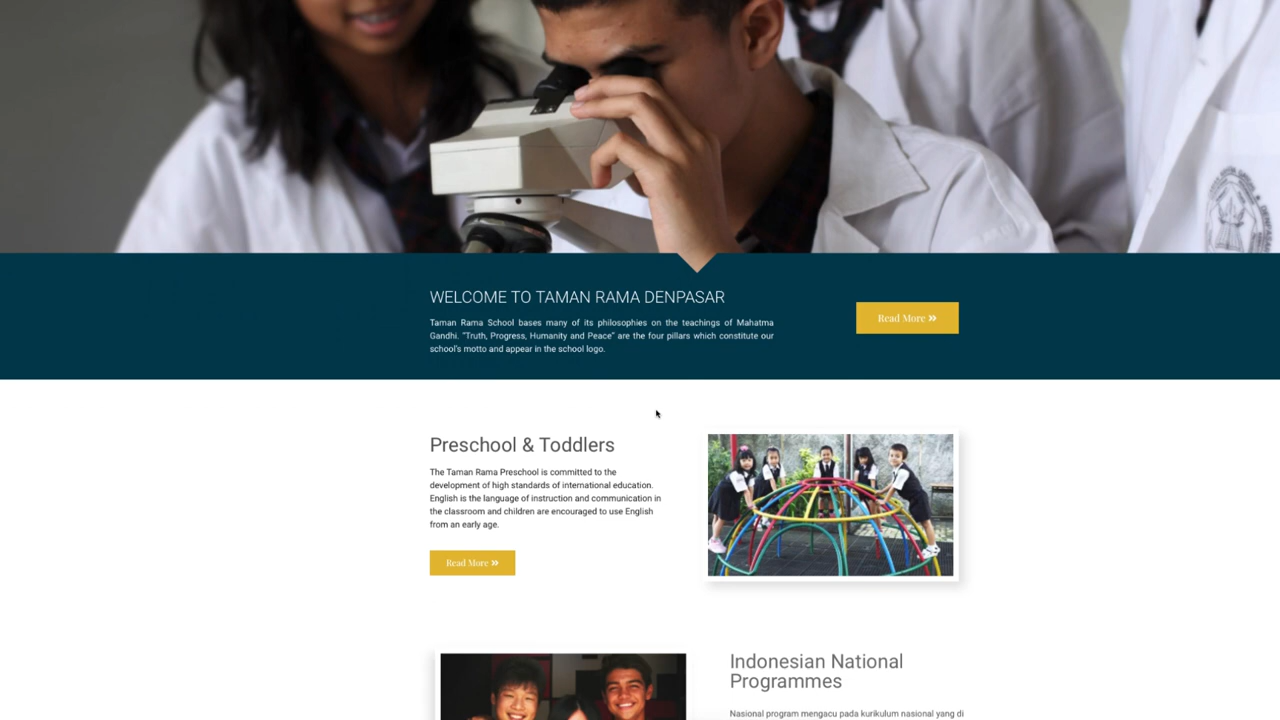 WELCOME TO TAMAN RAMA DENPASAR
Taman Rama School bases many of its philosophies on the teachings of Mahatma
Gandhi. "Truth, Progress, Humanity and Peace" are the four pillars which constitute our
school's motto and appear in the school logo.
Read More »
Preschool & Toddlers
The Taman Rama Preschool is committed to the
development of high standards of international education.
English is the language of instruction and communication in
the classroom and children are encouraged to use English
from an early age.
Read More »
Indonesian National
Programmes
Nasional program mengacu pada kurikulum nasional yang di